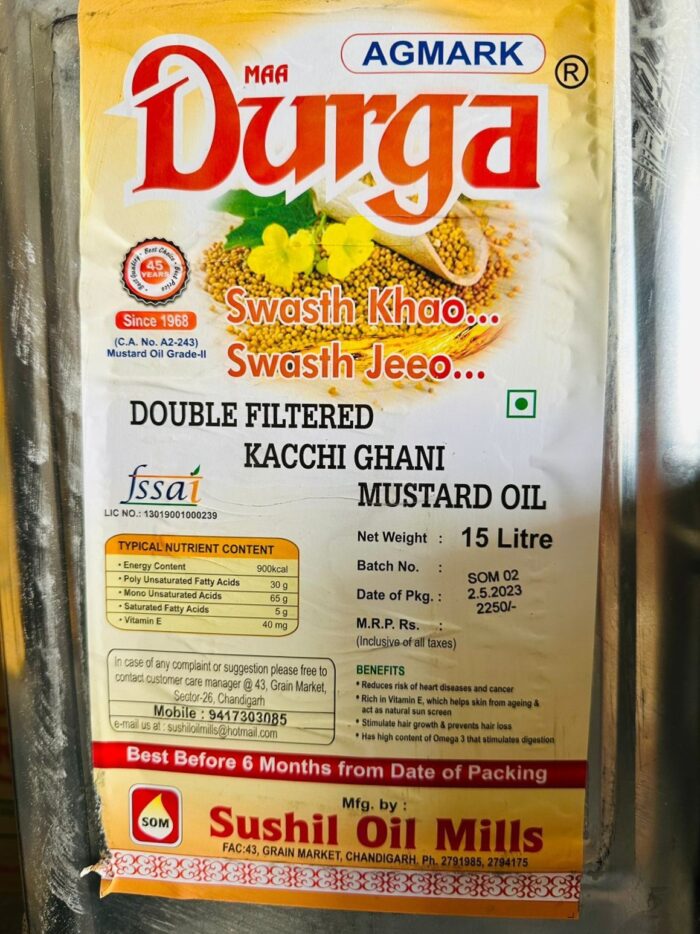 AGMARK
®
MAA
Durga
Best Quality • Best Choice • Best Price •
45
YEARS
Since 1968
(C.A. No. A2-243)
Mustard Oil Grade-II
Swasth Khao...
Swasth Jeeo...
DOUBLE FILTERED
KACCHI GHANI
MUSTARD OIL
fssai
LIC NO.: 13019001000239
TYPICAL NUTRIENT CONTENT
• Energy Content 900kcal
• Poly Unsaturated Fatty Acids 30 g
• Mono Unsaturated Fatty Acids 65 g
• Saturated Fatty Acids 5 g
• Vitamin E 40 mg
Net Weight : 15 Litre
Batch No. : SOM 02
Date of Pkg. : 2.5.2023
M.R.P. Rs. : 2250/-
(Inclusive of all taxes)
In case of any complaint or suggestion please free to
contact customer care manager @ 43, Grain Market,
Sector-26, Chandigarh
Mobile : 9417303085
e-mail us at : sushiloilmills@hotmail.com
BENEFITS
* Reduces risk of heart diseases and cancer
* Rich in Vitamin E, which helps skin from ageing &
act as natural sun screen
* Stimulate hair growth & prevents hair loss
* Has high content of Omega 3 that stimulates digestion
Best Before 6 Months from Date of Packing
SOM
Mfg. by :
Sushil Oil Mills
FAC:43, GRAIN MARKET, CHANDIGARH. Ph. 2791985, 2794175